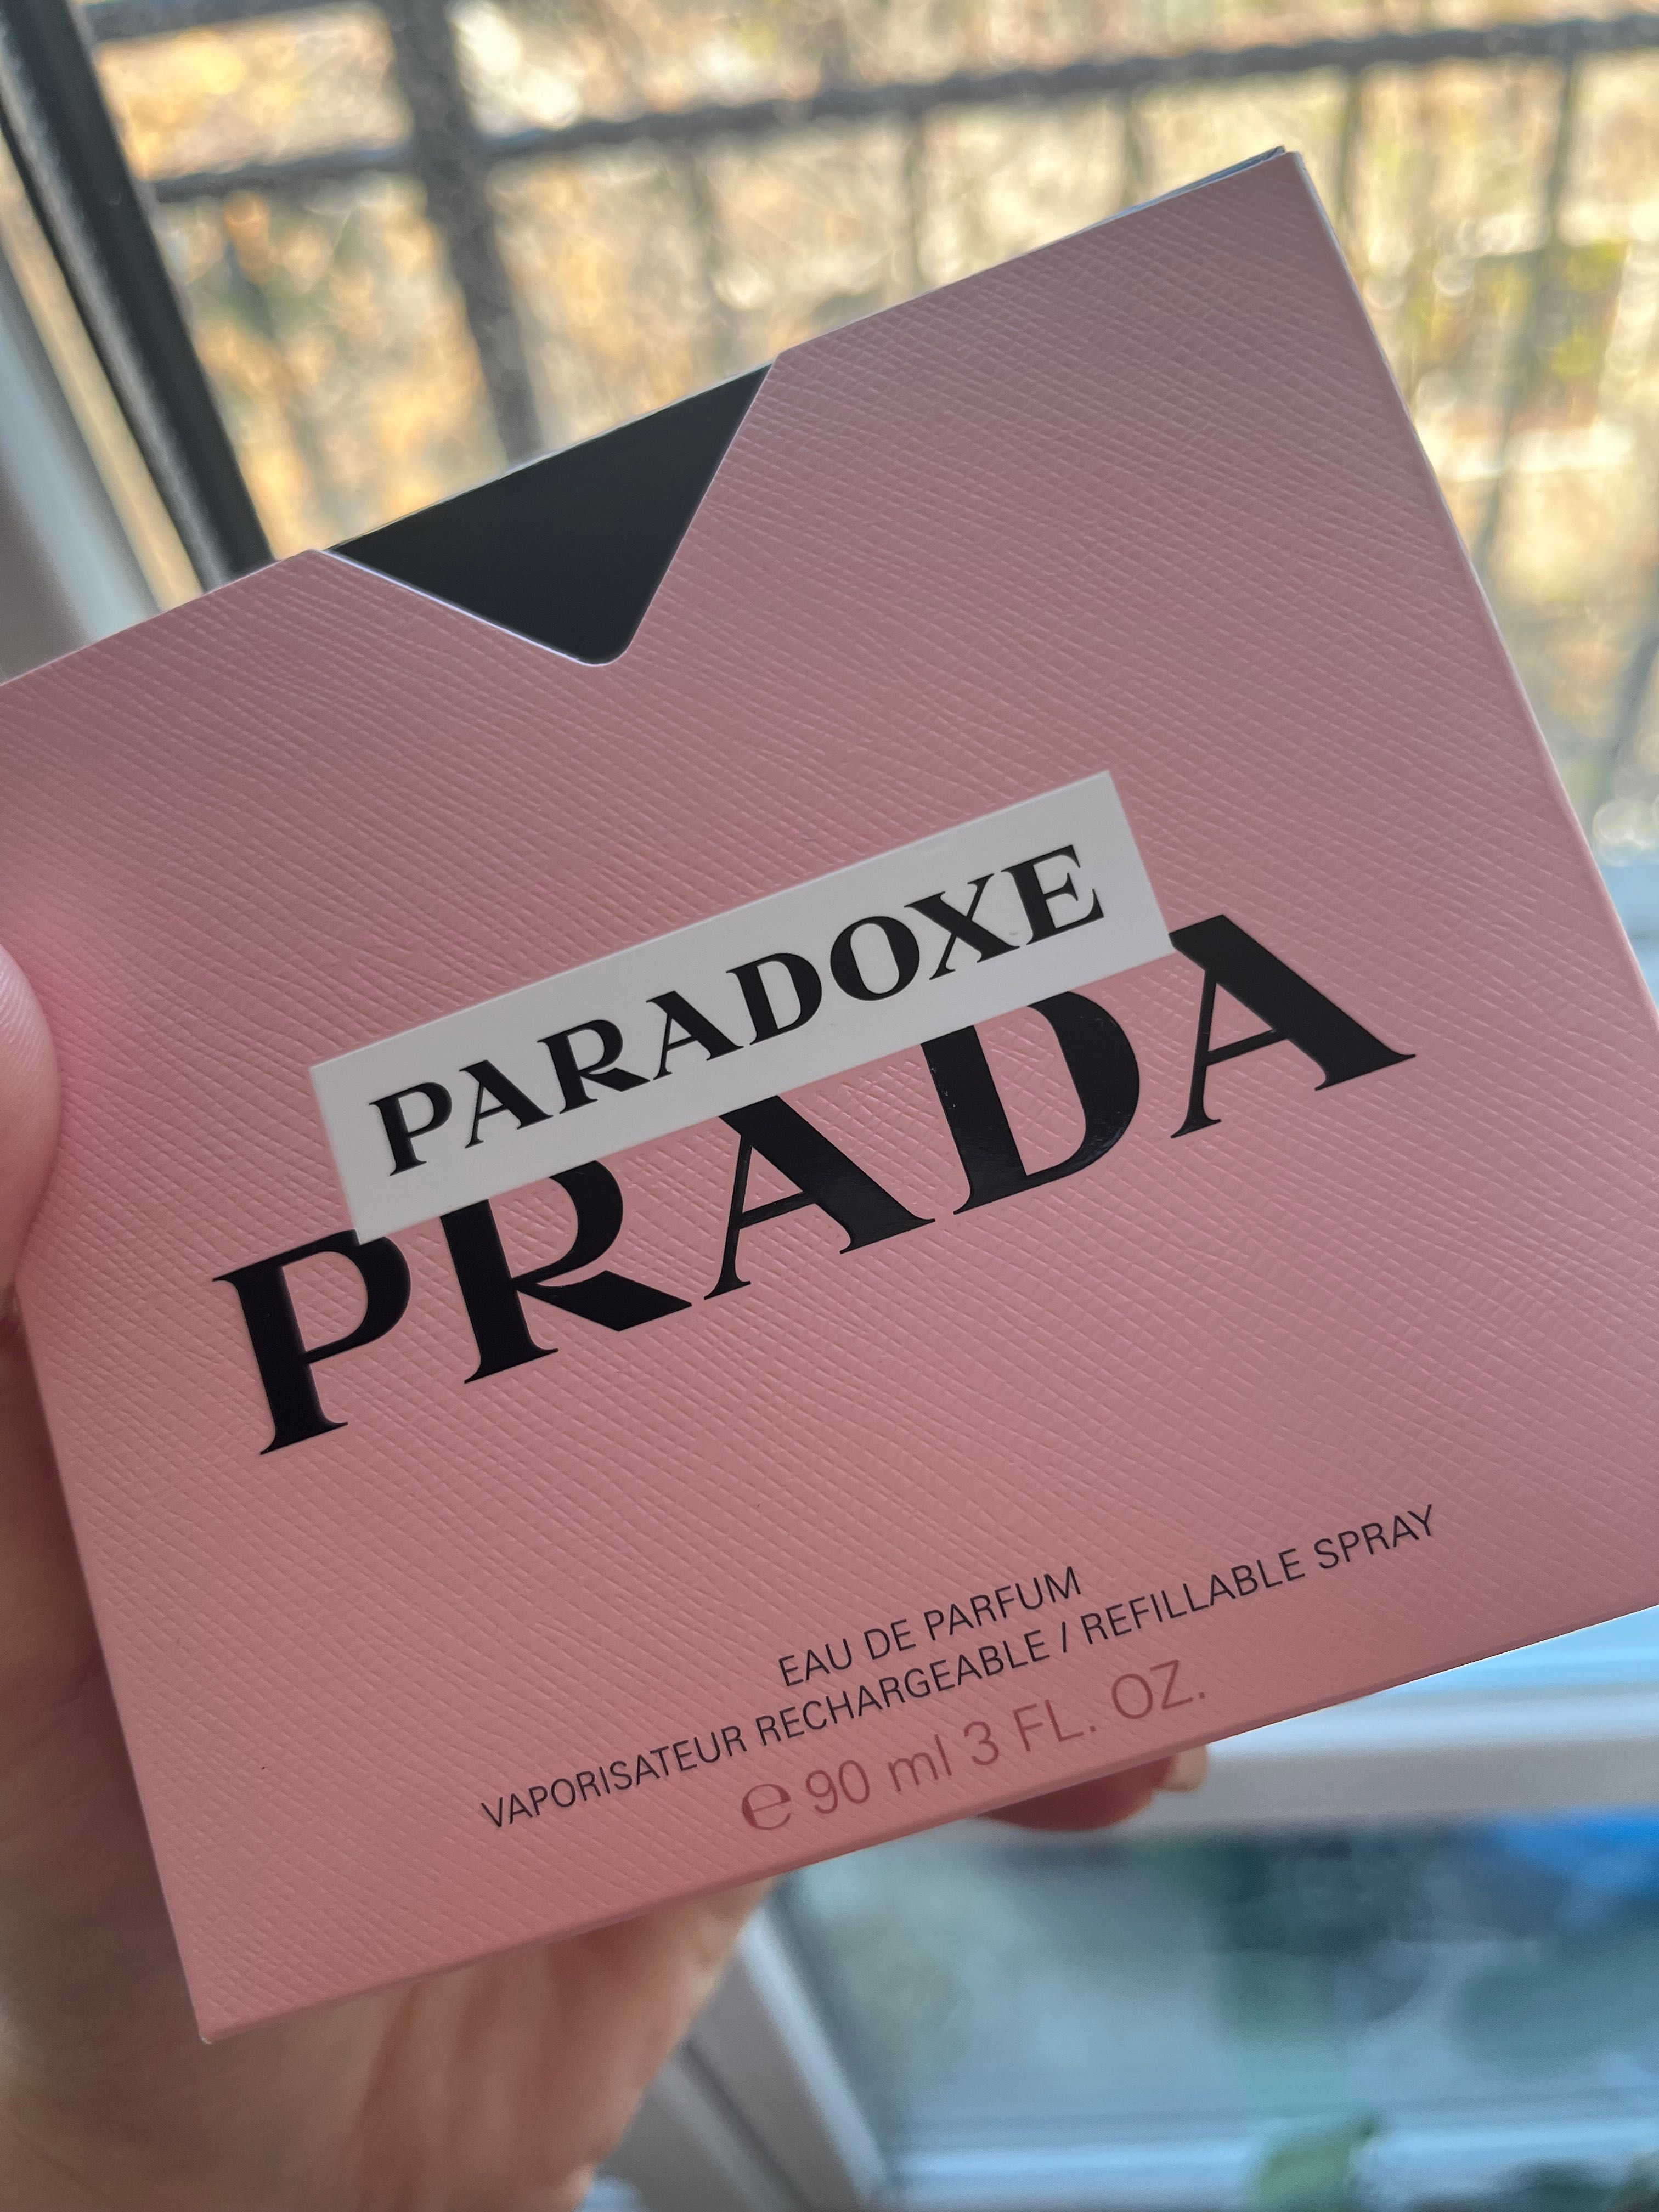 PARADOXE
PRADA
EAU DE PARFUM
VAPORISATEUR RECHARGEABLE / REFILLABLE SPRAY
℮ 90 ml 3 FL. OZ.